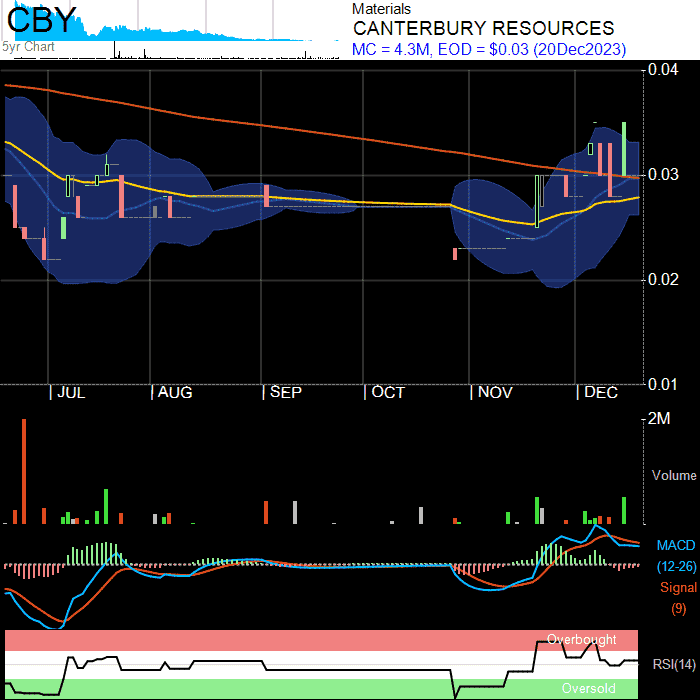 CBY
5yr Chart
Materials
CANTERBURY RESOURCES
MC = 4.3M, EOD = $0.03 (20Dec2023)
0.04
0.03
0.02
0.01
JUL
AUG
SEP
OCT
NOV
DEC
2M
Volume
MACD
(12-26)
Signal
(9)
Overbought
RSI(14)
Oversold